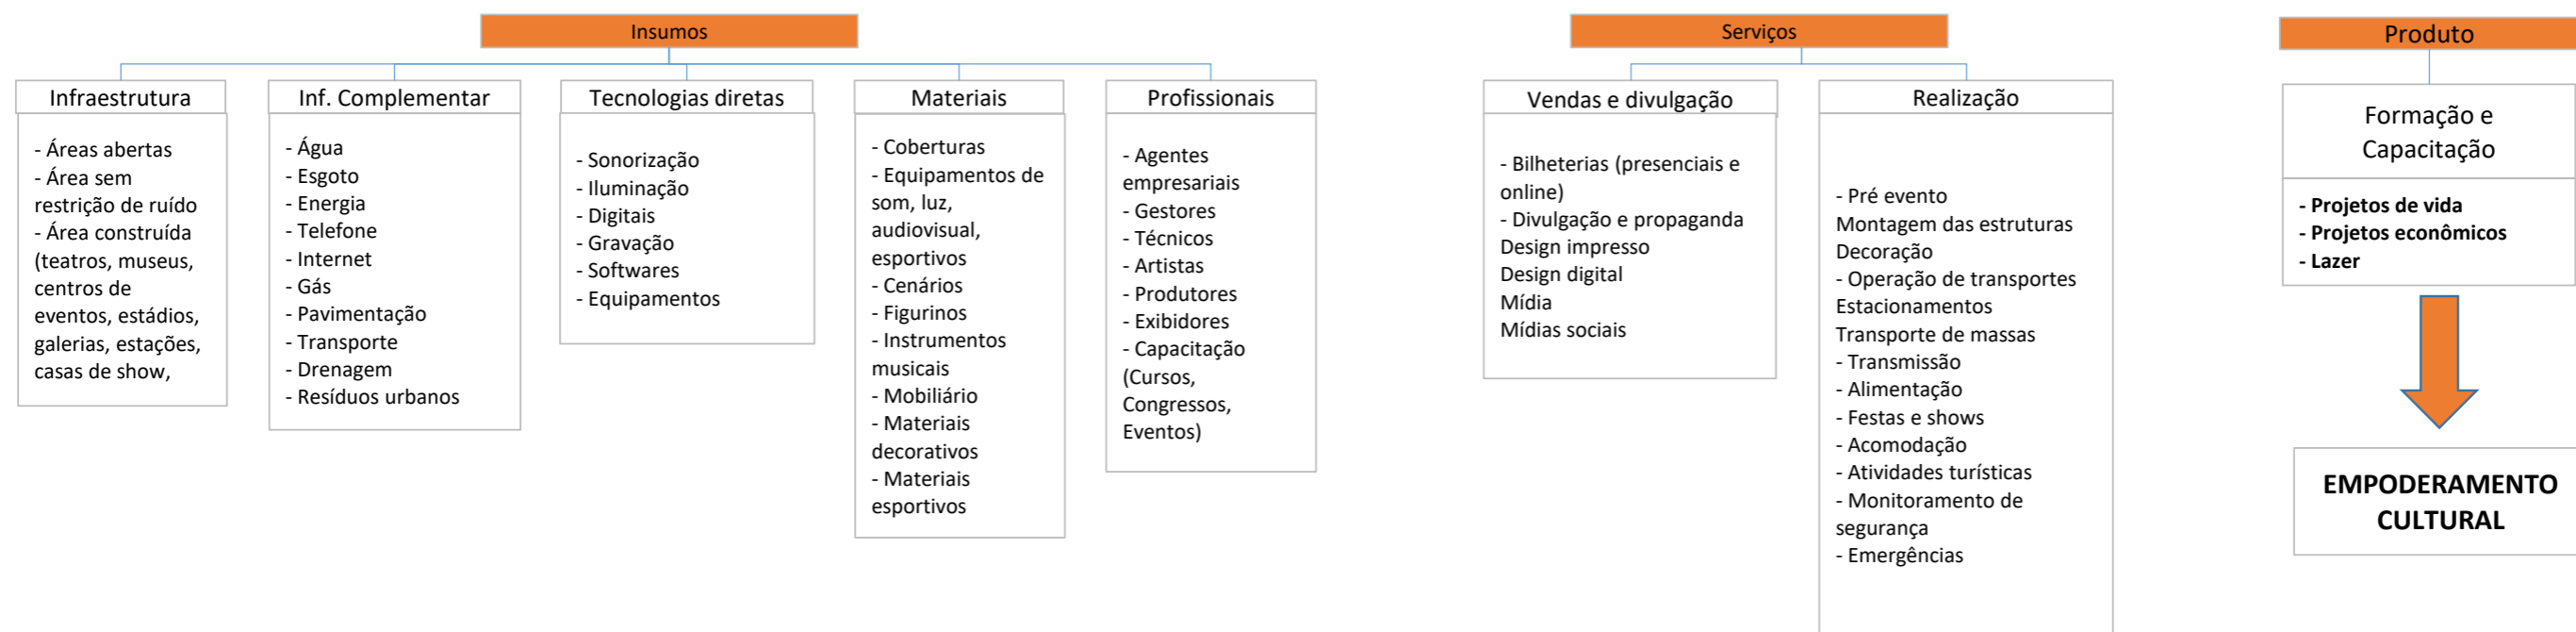 Insumos
Infraestrutura
- Áreas abertas
- Área sem
restrição de ruído
- Área construída
(teatros, museus,
centros de
eventos, estádios,
galerias, estações,
casas de show,
Inf. Complementar
- Água
- Esgoto
- Energia
- Telefone
- Internet
- Gás
- Pavimentação
- Transporte
- Drenagem
- Resíduos urbanos
Tecnologias diretas
- Sonorização
- Iluminação
- Digitais
- Gravação
- Softwares
- Equipamentos
Materiais
- Coberturas
- Equipamentos de
som, luz,
audiovisual,
esportivos
- Cenários
- Figurinos
- Instrumentos
musicais
- Mobiliário
- Materiais
decorativos
- Materiais
esportivos
Profissionais
- Agentes
empresariais
- Gestores
- Técnicos
- Artistas
- Produtores
- Exibidores
- Capacitação
(Cursos,
Congressos,
Eventos)
Serviços
Vendas e divulgação
- Bilheterias (presenciais e
online)
- Divulgação e propaganda
Design impresso
Design digital
Mídia
Mídias sociais
Realização
- Pré evento
Montagem das estruturas
Decoração
- Operação de transportes
Estacionamentos
Transporte de massas
- Transmissão
- Alimentação
- Festas e shows
- Acomodação
- Atividades turísticas
- Monitoramento de
segurança
- Emergências
Produto
Formação e
Capacitação
- Projetos de vida
- Projetos econômicos
- Lazer
EMPODERAMENTO
CULTURAL